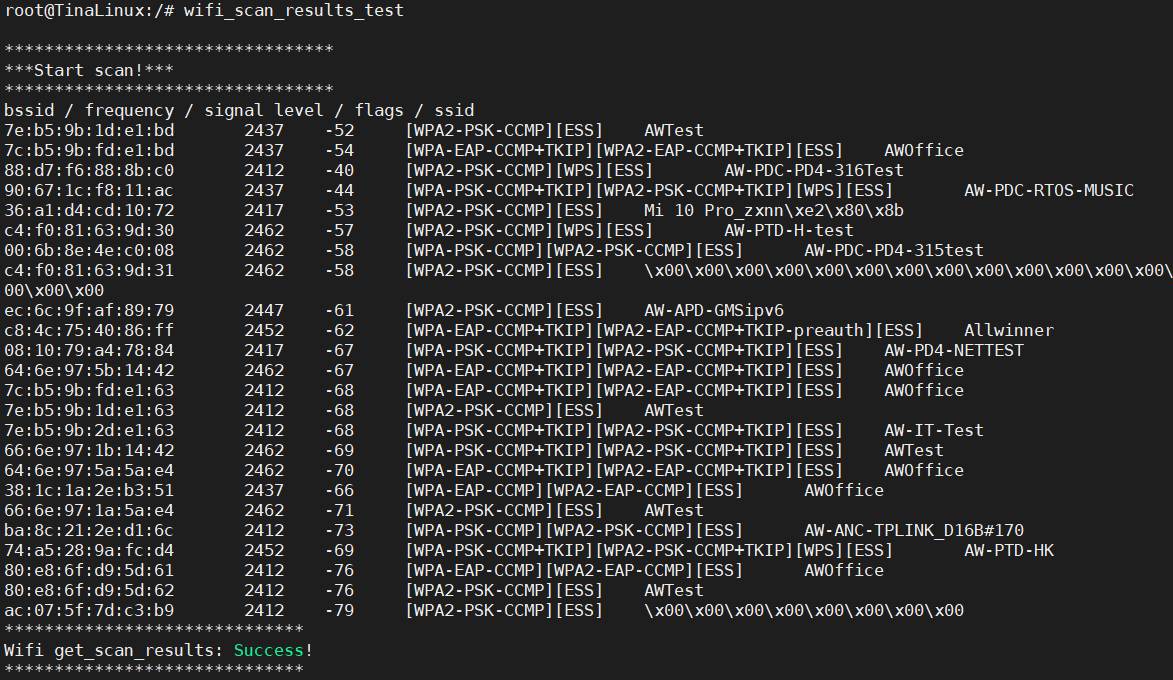 root@TinaLinux:/# wifi_scan_results_test
*********************************
***Start scan!***
*********************************
bssid / frequency / signal level / flags / ssid
7e:b5:9b:1d:e1:bd 2437 -52 [WPA2-PSK-CCMP][ESS] AWTest
7c:b5:9b:fd:e1:bd 2437 -54 [WPA-EAP-CCMP+TKIP][WPA2-EAP-CCMP+TKIP][ESS] AWOffice
88:d7:f6:88:8b:c0 2412 -40 [WPA2-PSK-CCMP][WPS][ESS] AW-PDC-PD4-316Test
90:67:1c:f8:11:ac 2437 -44 [WPA-PSK-CCMP+TKIP][WPA2-PSK-CCMP+TKIP][WPS][ESS] AW-PDC-RTOS-MUSIC
36:a1:d4:cd:10:72 2417 -53 [WPA2-PSK-CCMP][ESS] Mi 10 Pro_zxnn\xe2\x80\x8b
c4:f0:81:63:9d:30 2462 -57 [WPA2-PSK-CCMP][WPS][ESS] AW-PTD-H-test
00:6b:8e:4e:c0:08 2462 -58 [WPA-PSK-CCMP][WPA2-PSK-CCMP][ESS] AW-PDC-PD4-315test
c4:f0:81:63:9d:31 2462 -58 [WPA2-PSK-CCMP][ESS] \x00\x00\x00\x00\x00\x00\x00\x00\x00\x00\x00\x00\x00\
00\x00\x00
ec:6c:9f:af:89:79 2447 -61 [WPA2-PSK-CCMP][ESS] AW-APD-GMSipv6
c8:4c:75:40:86:ff 2452 -62 [WPA-EAP-CCMP+TKIP][WPA2-EAP-CCMP+TKIP-preauth][ESS] Allwinner
08:10:79:a4:78:84 2417 -67 [WPA-PSK-CCMP+TKIP][WPA2-PSK-CCMP+TKIP][ESS] AW-PD4-NETTEST
64:6e:97:5b:14:42 2462 -67 [WPA-EAP-CCMP+TKIP][WPA2-EAP-CCMP+TKIP][ESS] AWOffice
7c:b5:9b:fd:e1:63 2412 -68 [WPA-EAP-CCMP+TKIP][WPA2-EAP-CCMP+TKIP][ESS] AWOffice
7e:b5:9b:1d:e1:63 2412 -68 [WPA2-PSK-CCMP][ESS] AWTest
7e:b5:9b:2d:e1:63 2412 -68 [WPA-PSK-CCMP+TKIP][WPA2-PSK-CCMP+TKIP][ESS] AW-IT-Test
66:6e:97:1b:14:42 2462 -69 [WPA-PSK-CCMP+TKIP][WPA2-PSK-CCMP+TKIP][ESS] AWTest
64:6e:97:5a:5a:e4 2462 -70 [WPA-EAP-CCMP+TKIP][WPA2-EAP-CCMP+TKIP][ESS] AWOffice
38:1c:1a:2e:b3:51 2437 -66 [WPA-EAP-CCMP][WPA2-EAP-CCMP][ESS] AWOffice
66:6e:97:1a:5a:e4 2462 -71 [WPA2-PSK-CCMP][ESS] AWTest
ba:8c:21:2e:d1:6c 2412 -73 [WPA-PSK-CCMP][WPA2-PSK-CCMP][ESS] AW-ANC-TPLINK_D16B#170
74:a5:28:9a:fc:d4 2452 -69 [WPA-PSK-CCMP+TKIP][WPA2-PSK-CCMP+TKIP][WPS][ESS] AW-PTD-HK
80:e8:6f:d9:5d:61 2412 -76 [WPA-EAP-CCMP][WPA2-EAP-CCMP][ESS] AWOffice
80:e8:6f:d9:5d:62 2412 -76 [WPA2-PSK-CCMP][ESS] AWTest
ac:07:5f:7d:c3:b9 2412 -79 [WPA2-PSK-CCMP][ESS] \x00\x00\x00\x00\x00\x00\x00\x00
******************************
Wifi get_scan_results: Success!
******************************